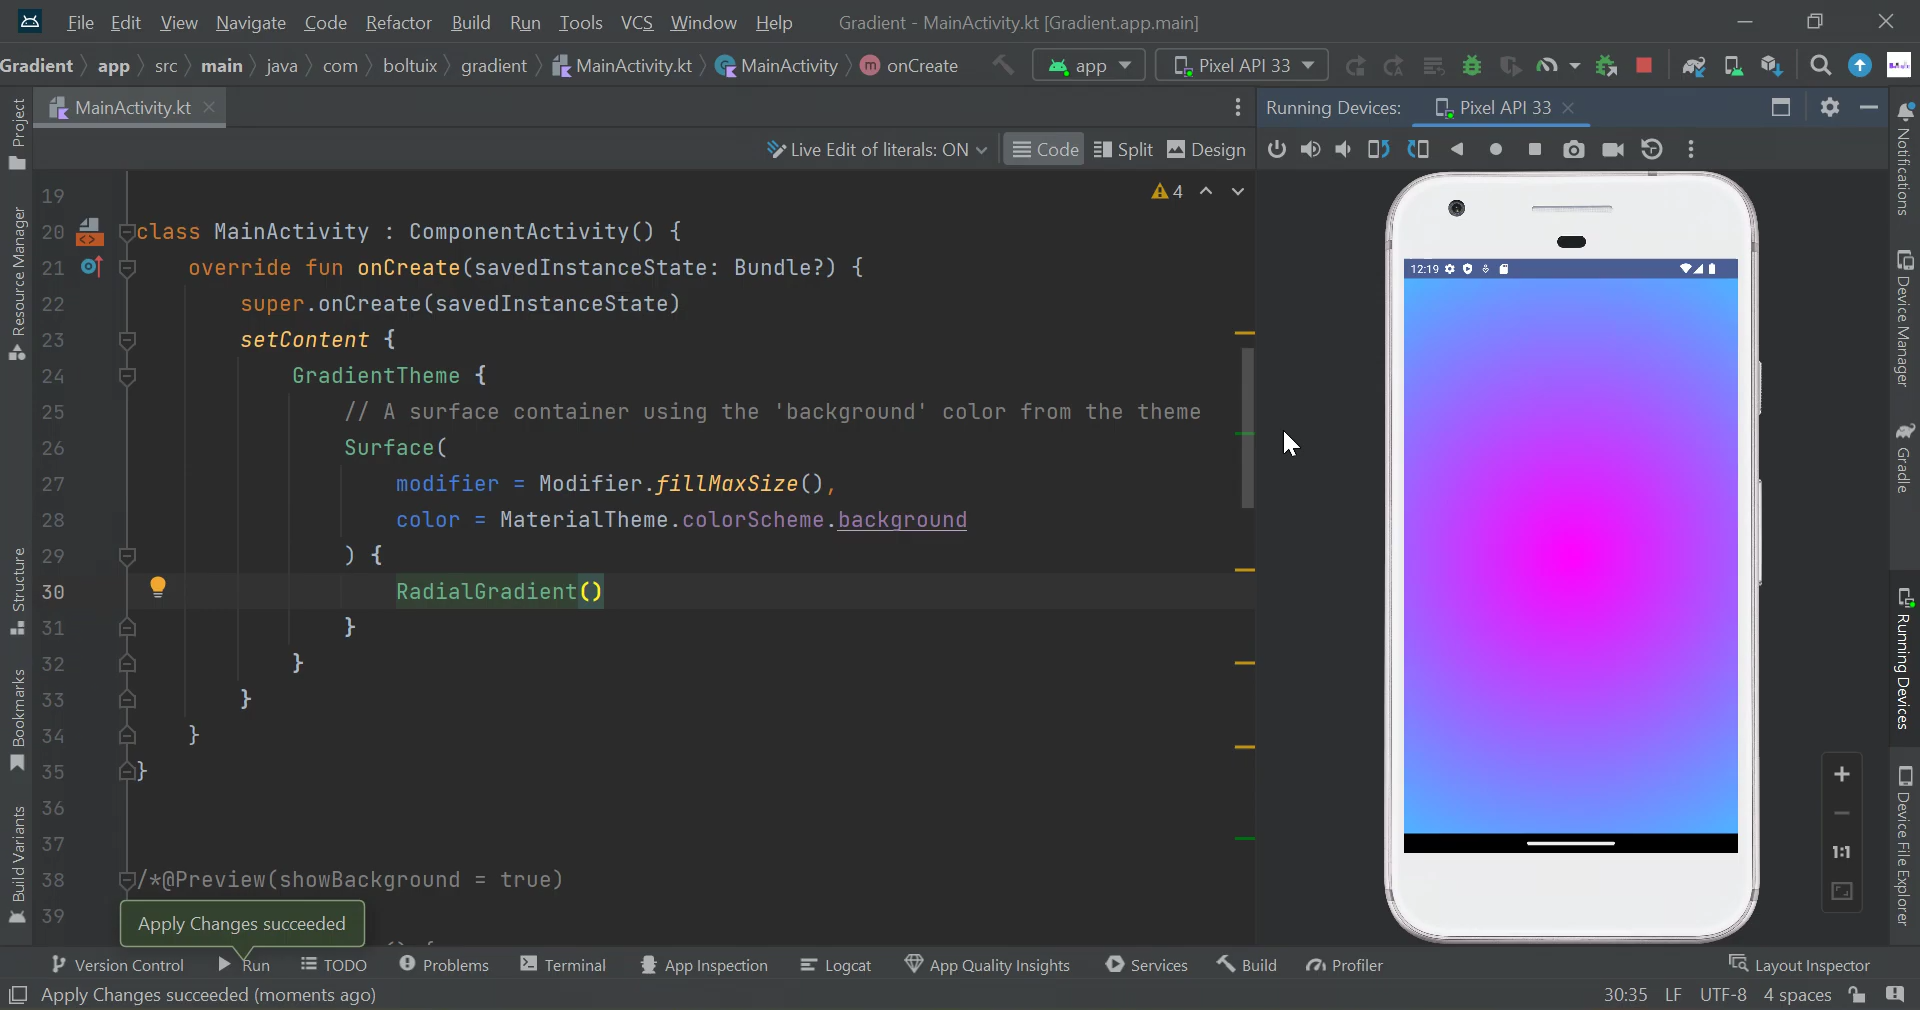 File Edit View Navigate Code Refactor Build Run Tools VCS Window Help Gradient - MainActivity.kt [Gradient.app.main]
Gradient app src main java com boltuix gradient MainActivity.kt MainActivity onCreate app Pixel API 33
MainActivity.kt Running Devices: Pixel API 33
Live Edit of literals: ON Code Split Design
4
19
20 class MainActivity : ComponentActivity() {
21 override fun onCreate(savedInstanceState: Bundle?) {
22 super.onCreate(savedInstanceState)
23 setContent {
24 GradientTheme {
25 // A surface container using the 'background' color from the theme
26 Surface(
27 modifier = Modifier.fillMaxSize(),
28 color = MaterialTheme.colorScheme.background
29 ) {
30 RadialGradient()
31 }
32 }
33 }
34 }
35 }
36
37
38 /*@Preview(showBackground = true)
39
Apply Changes succeeded
12:19
1:1
Project
Resource Manager
Structure
Bookmarks
Build Variants
Notifications
Device Manager
Gradle
Running Devices
Device File Explorer
Version Control Run TODO Problems Terminal App Inspection Logcat App Quality Insights Services Build Profiler Layout Inspector
Apply Changes succeeded (moments ago) 30:35 LF UTF-8 4 spaces